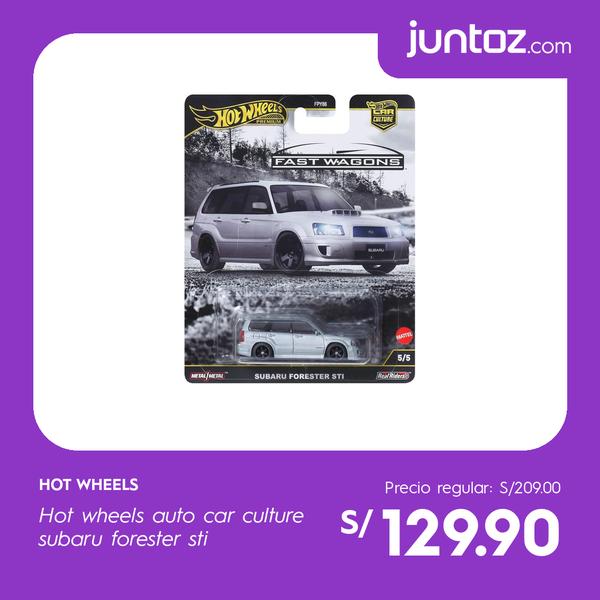 juntoz.com
Hot Wheels
PREMIUM
FPY86
CAR
CULTURE
FAST WAGONS
SUBARU
MATTEL
5/5
METAL/METAL™
SUBARU FORESTER STI
Real Riders
HOT WHEELS
Hot wheels auto car culture
subaru forester sti
Precio regular: S/209.00
S/129.90